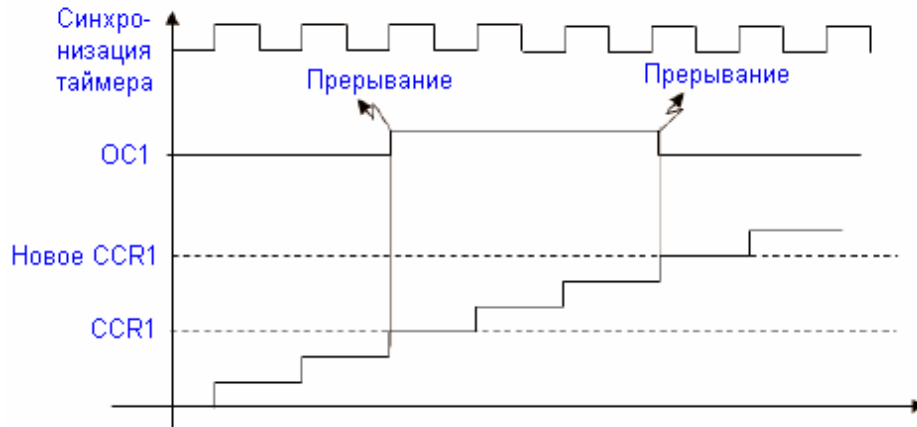 Синхро-
низация
таймера
Прерывание
Прерывание
OC1
Новое CCR1
CCR1